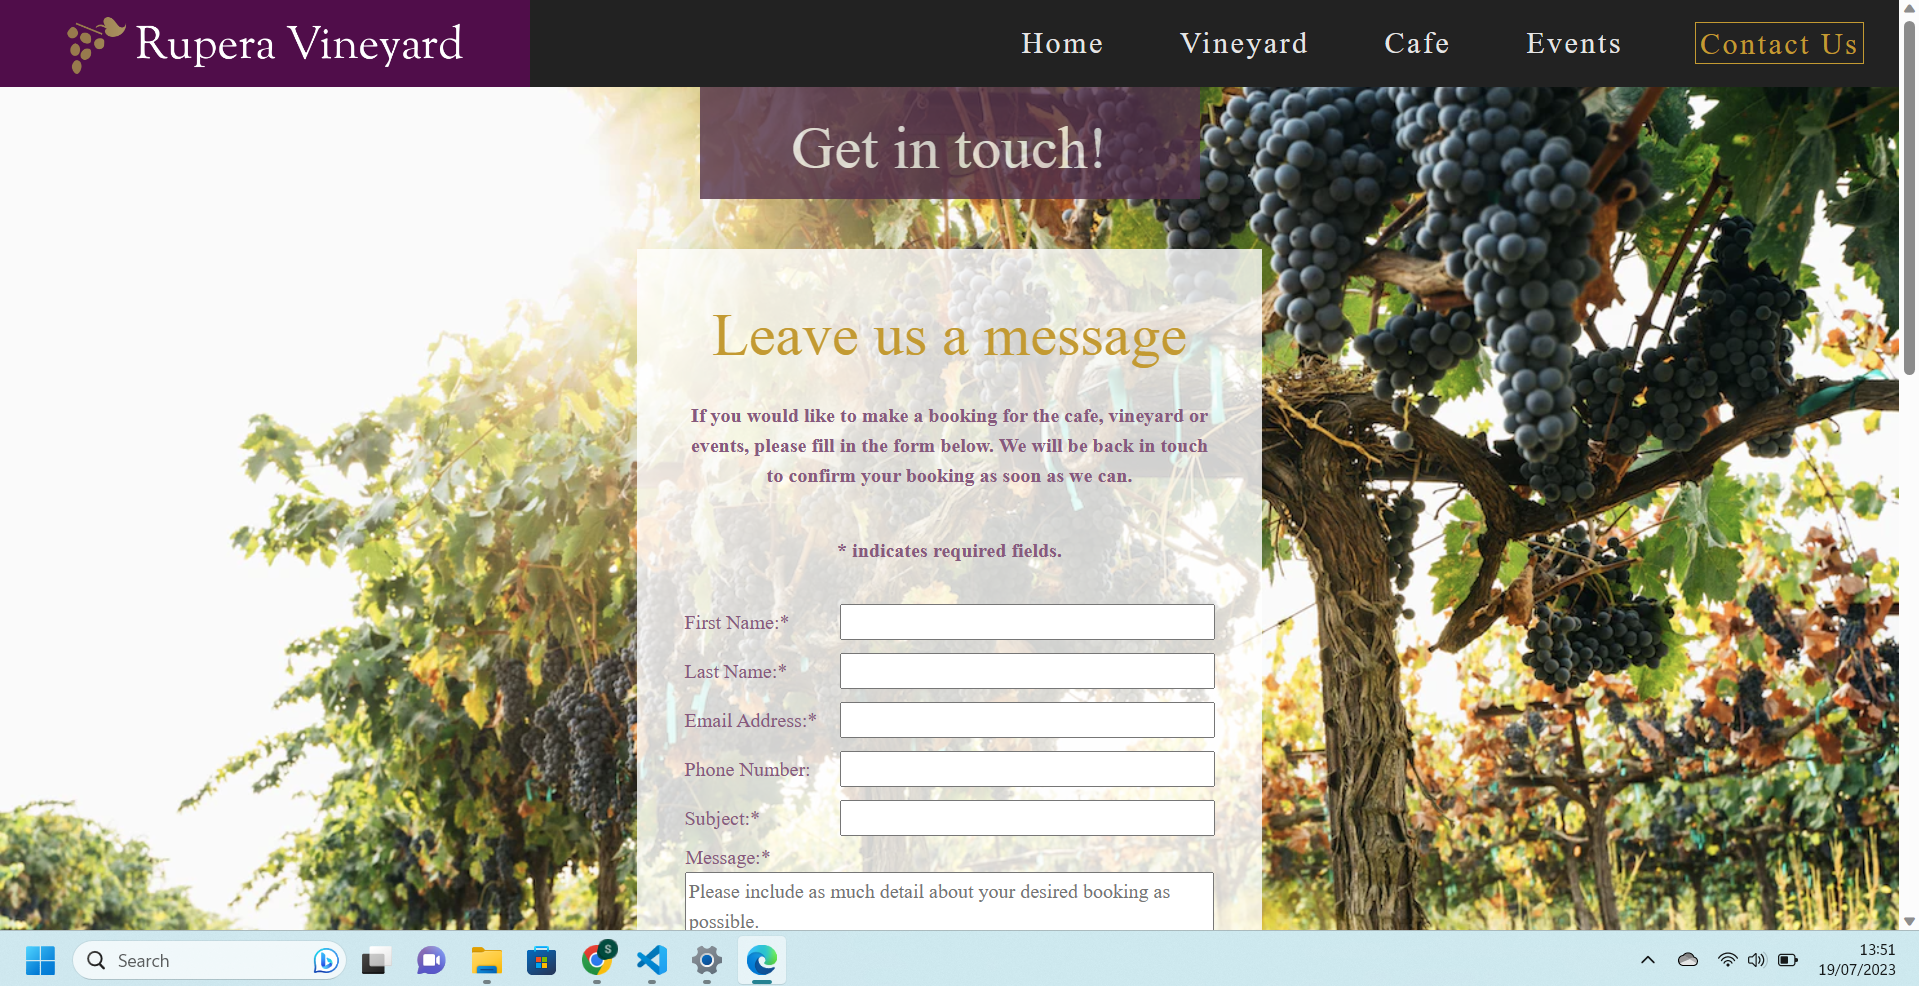 Rupera Vineyard
Home Vineyard Cafe Events Contact Us
Get in touch!
Leave us a message
If you would like to make a booking for the cafe, vineyard or
events, please fill in the form below. We will be back in touch
to confirm your booking as soon as we can.
* indicates required fields.
First Name:*
Last Name:*
Email Address:*
Phone Number:
Subject:*
Message:*
Please include as much detail about your desired booking as
possible.
Search
S
13:51
19/07/2023